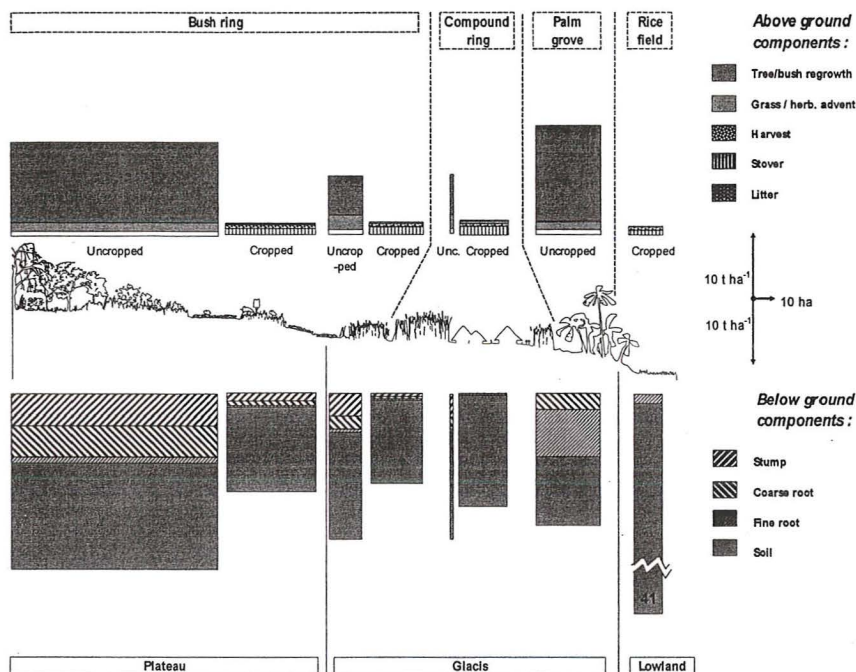 Bush ring
Compound ring
Palm grove
Rice field
Above ground components :
Tree/bush regrowth
Grass / herb. advent
Harvest
Stover
Litter
Uncropped
Cropped
Uncrop
-ped
Cropped
Unc. Cropped
Uncropped
Cropped
10 t ha⁻¹
10 ha
10 t ha⁻¹
Below ground components :
Stump
Coarse root
Fine root
Soil
41
Plateau
Glacis
Lowland